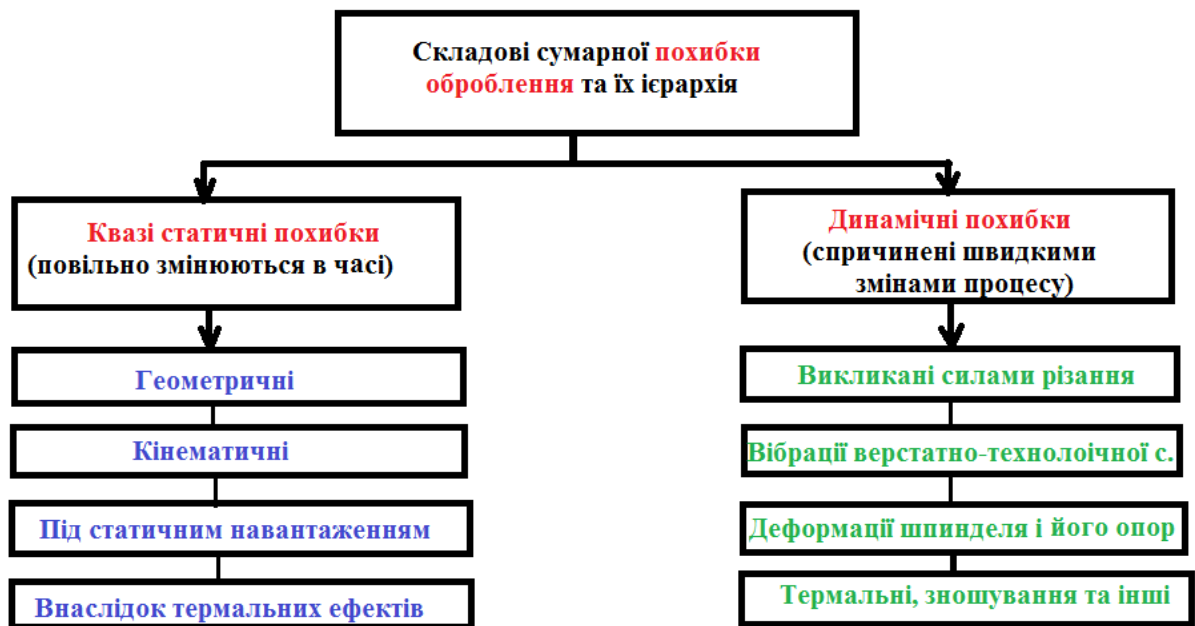 Складові сумарної похибки
оброблення та їх ієрархія
Квазі статичні похибки
(повільно змінюються в часі)
Геометричні
Кінематичні
Під статичним навантаженням
Внаслідок термальних ефектів
Динамічні похибки
(спричинені швидкими
змінами процесу)
Викликані силами різання
Вібрації верстатно-технолоічної с.
Деформації шпинделя і його опор
Термальні, зношування та інші